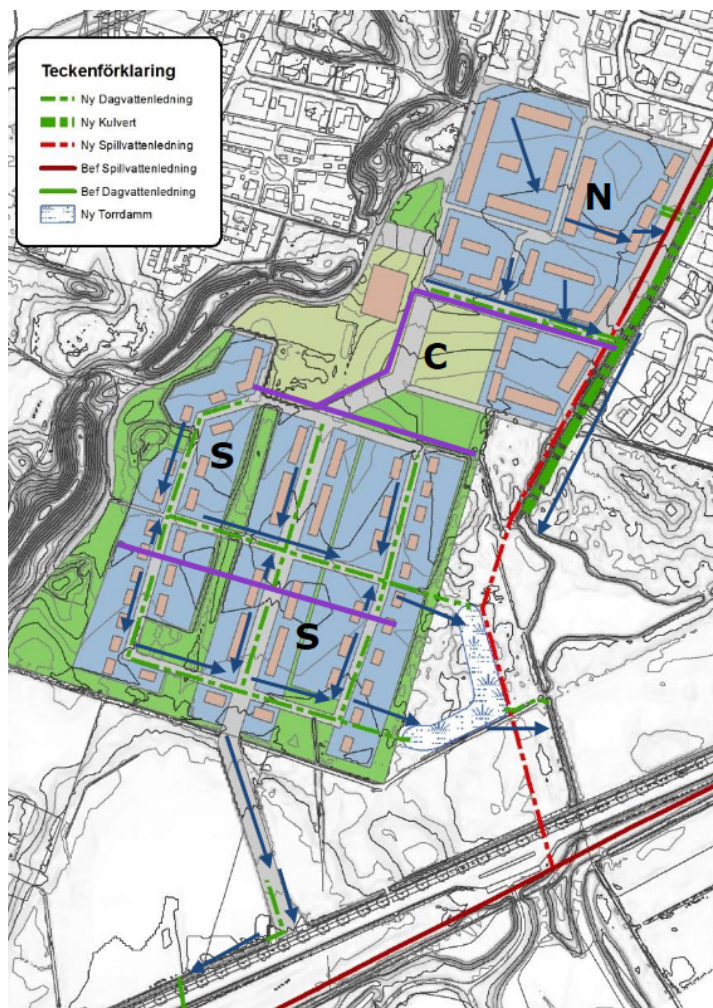 Teckenförklaring
Ny Dagvattenledning
Ny Kulvert
Ny Spillvattenledning
Bef Spillvattenledning
Bef Dagvattenledning
Ny Torrdamm
N
C
S
S